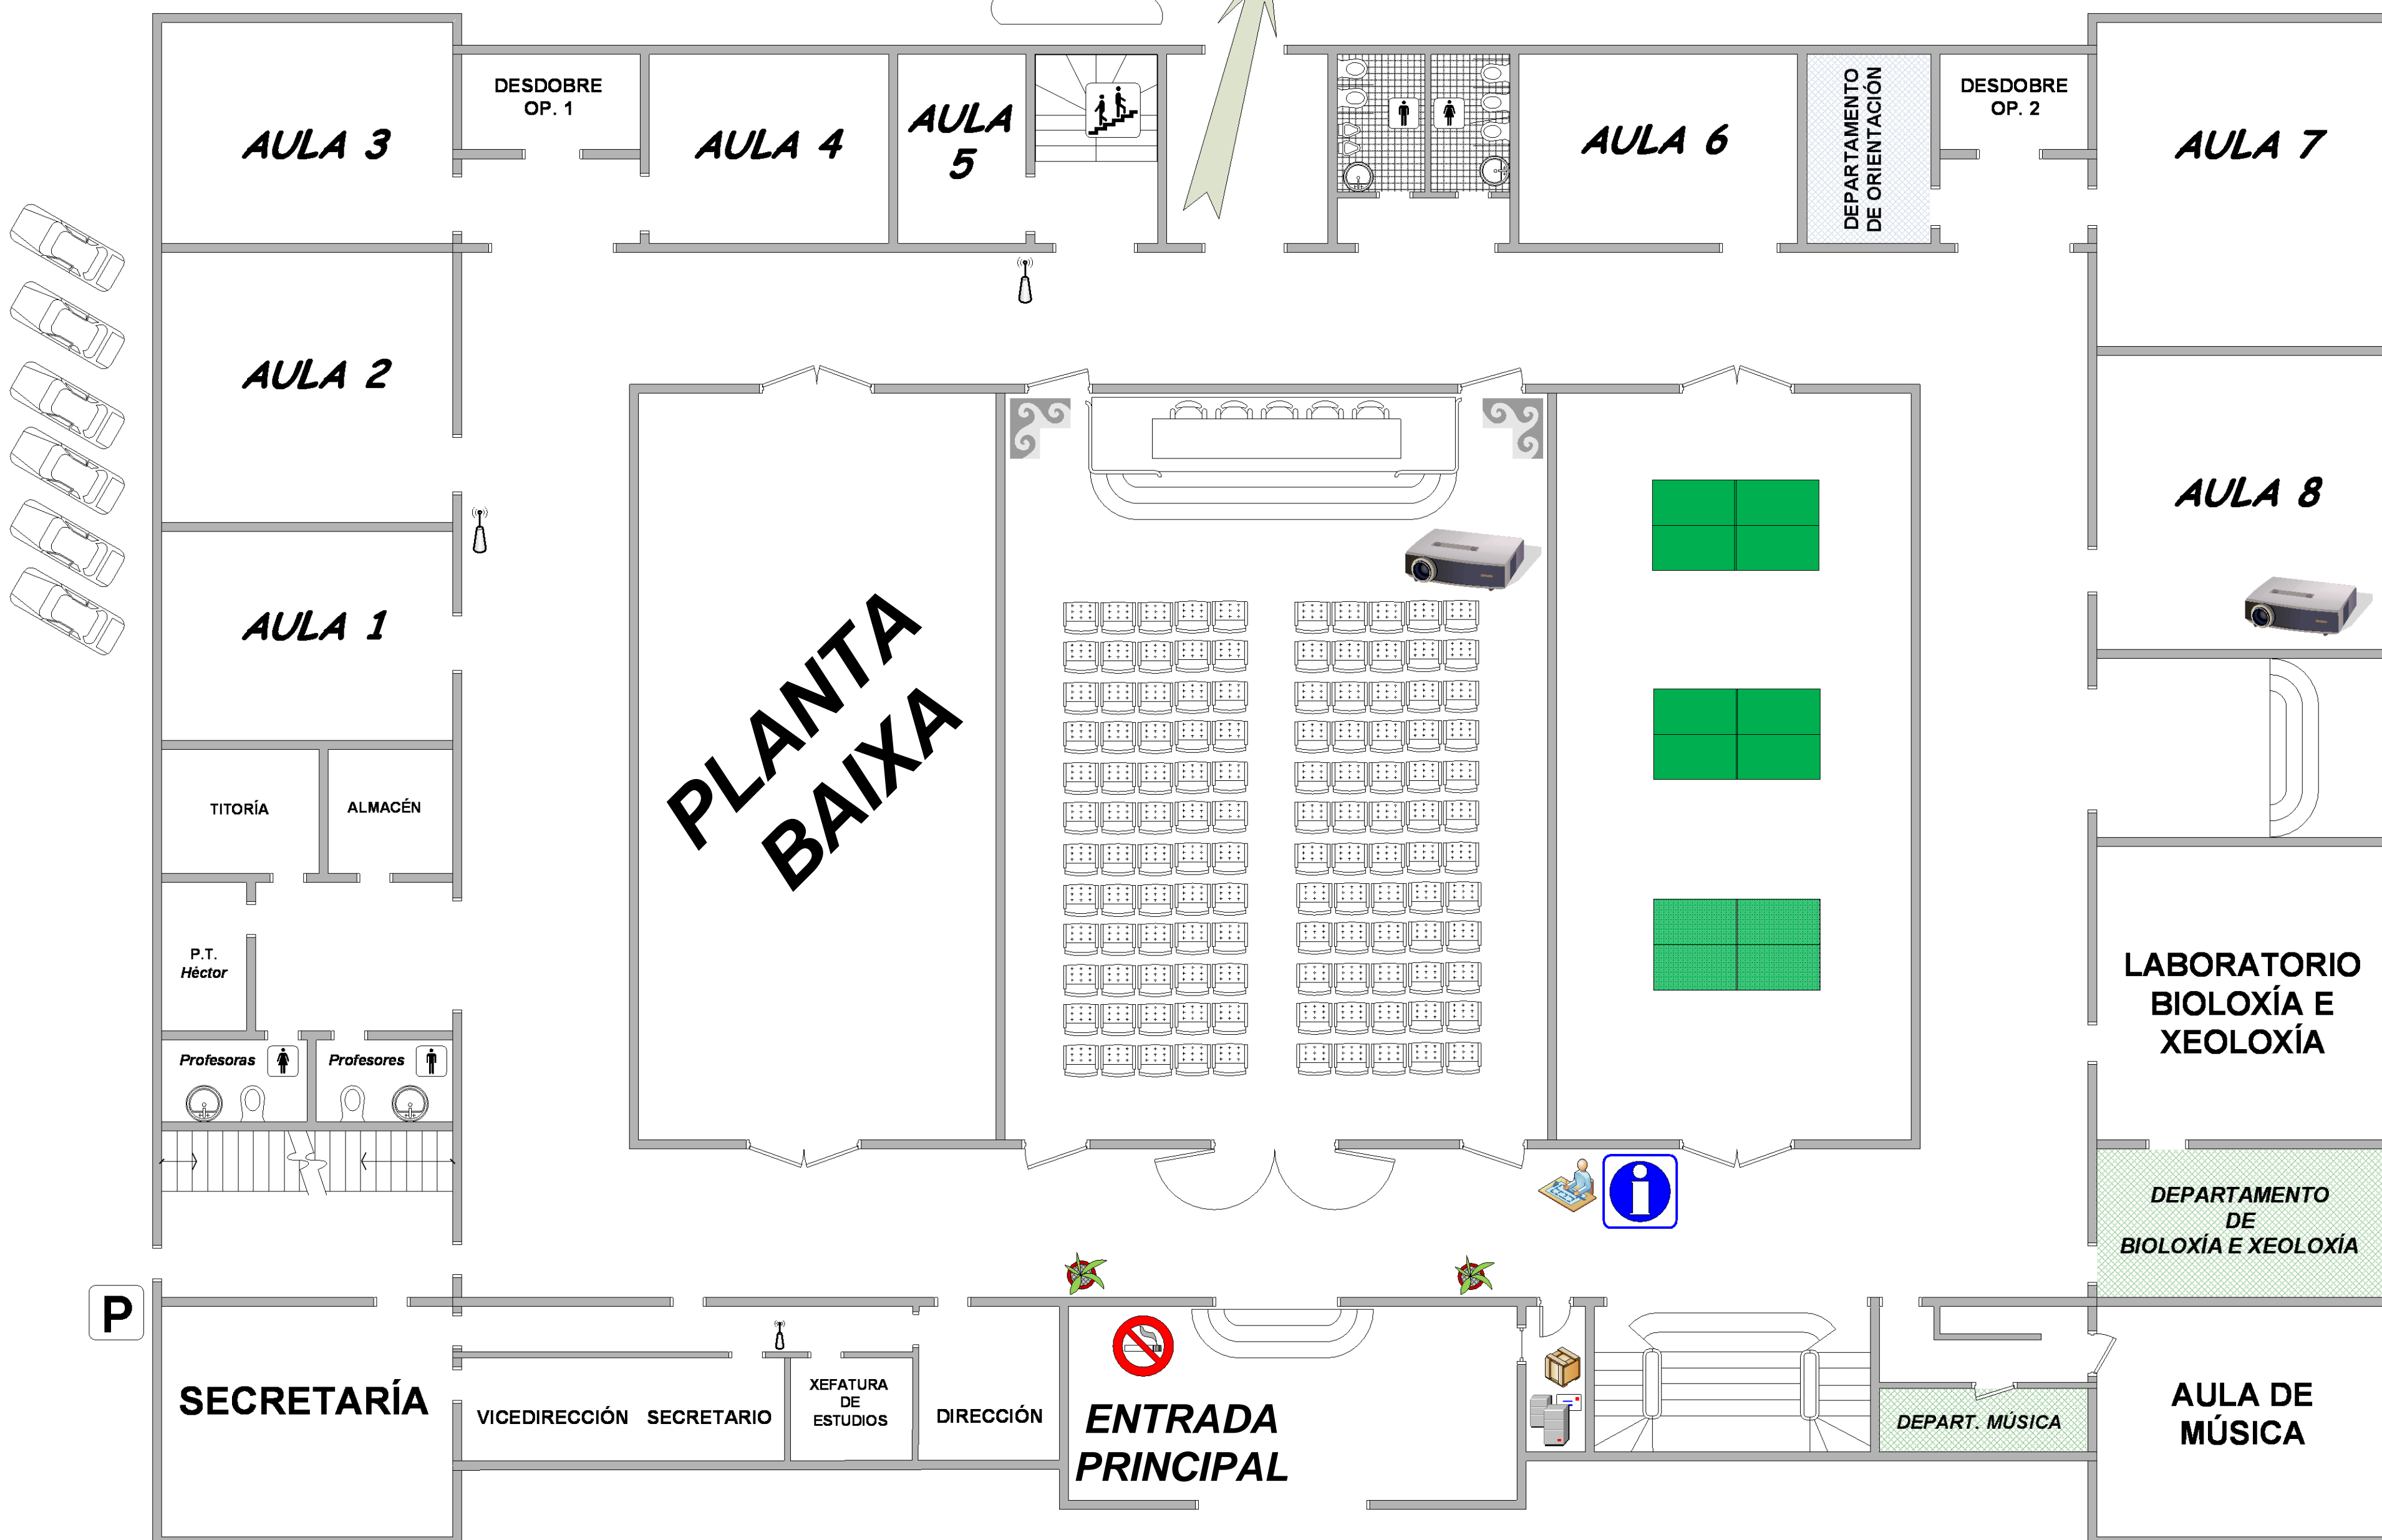 AULA 3
DESDOBRE
OP. 1
AULA 4
AULA
5
AULA 6
DEPARTAMENTO
DE ORIENTACIÓN
DESDOBRE
OP. 2
AULA 7
AULA 2
AULA 8
AULA 1
PLANTA
BAIXA
TITORÍA
ALMACÉN
P.T.
Héctor
LABORATORIO
BIOLOXÍA E
XEOLOXÍA
Profesoras
Profesores
DEPARTAMENTO
DE
BIOLOXÍA E XEOLOXÍA
i
P
SECRETARÍA
VICEDIRECCIÓN
SECRETARIO
XEFATURA
DE
ESTUDIOS
DIRECCIÓN
ENTRADA
PRINCIPAL
DEPART. MÚSICA
AULA DE
MÚSICA